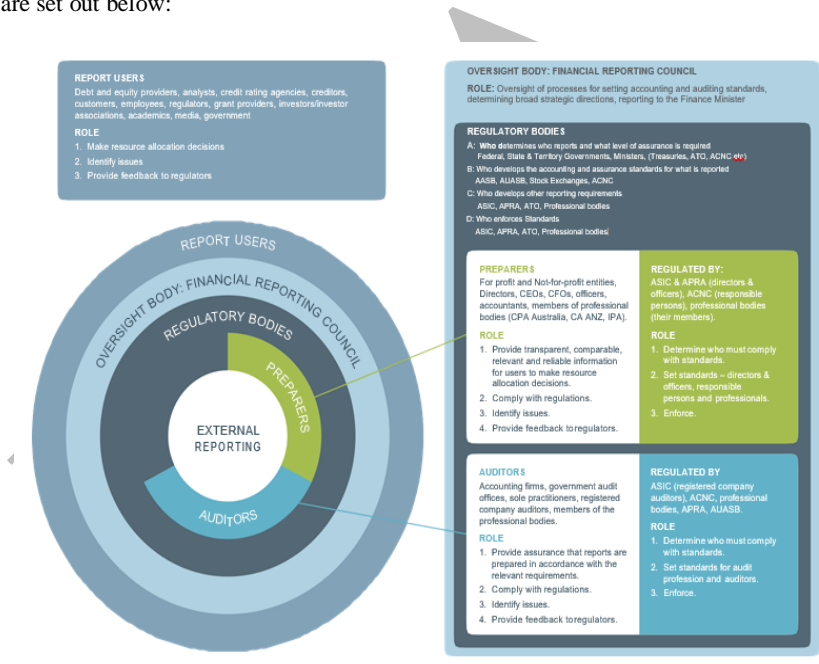 are set out below:
REPORT USERS
Debt and equity providers, analysts, credit rating agencies, creditors,
customers, employees, regulators, grant providers, investors/investor
associations, academics, media, government
ROLE
1. Make resource allocation decisions
2. Identify issues
3. Provide feedback to regulators
REPORT USERS
OVERSIGHT BODY: FINANCIAL REPORTING COUNCIL
REGULATORY BODIES
PREPARERS
EXTERNAL
REPORTING
AUDITORS
OVERSIGHT BODY: FINANCIAL REPORTING COUNCIL
ROLE: Oversight of processes for setting accounting and auditing standards,
determining broad strategic directions, reporting to the Finance Minister
REGULATORY BODIES
A: Who determines who reports and what level of assurance is required
Federal, State & Territory Governments, Ministers, (Treasuries, ATO, ACNC etc)
B: Who develops the accounting and assurance standards for what is reported
AASB, AUASB, Stock Exchanges, ACNC
C: Who develops other reporting requirements
ASIC, APRA, ATO, Professional bodies
D: Who enforces Standards
ASIC, APRA, ATO, Professional bodies
PREPARERS
For profit and Not-for-profit entities,
Directors, CEOs, CFOs, officers,
accountants, members of professional
bodies (CPA Australia, CA ANZ, IPA).
ROLE
1. Provide transparent, comparable,
relevant and reliable information
for users to make resource
allocation decisions.
2. Comply with regulations.
3. Identify issues.
4. Provide feedback to regulators.
REGULATED BY:
ASIC & APRA (directors &
officers), ACNC (responsible
persons), professional bodies
(their members).
ROLE
1. Determine who must comply
with standards.
2. Set standards – directors &
officers, responsible
persons and professionals.
3. Enforce.
AUDITORS
Accounting firms, government audit
offices, sole practitioners, registered
company auditors, members of the
professional bodies.
ROLE
1. Provide assurance that reports are
prepared in accordance with the
relevant requirements.
2. Comply with regulations.
3. Identify issues.
4. Provide feedback to regulators.
REGULATED BY
ASIC (registered company
auditors), ACNC, professional
bodies, APRA, AUASB.
ROLE
1. Determine who must comply
with standards.
2. Set standards for audit
profession and auditors.
3. Enforce.